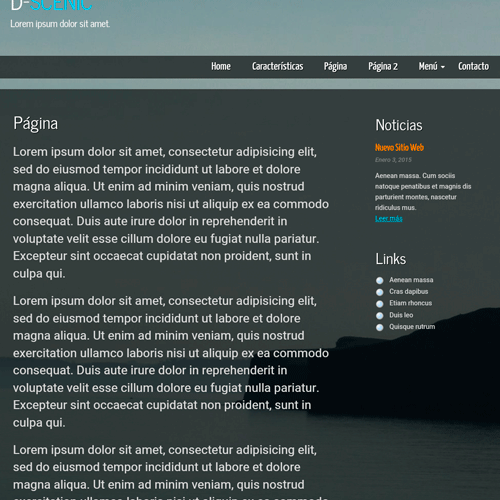 D-SCENIC
Lorem ipsum dolor sit amet.
Home Características Página Página 2 Menú Contacto
Página
Lorem ipsum dolor sit amet, consectetur adipisicing elit,
sed do eiusmod tempor incididunt ut labore et dolore
magna aliqua. Ut enim ad minim veniam, quis nostrud
exercitation ullamco laboris nisi ut aliquip ex ea commodo
consequat. Duis aute irure dolor in reprehenderit in
voluptate velit esse cillum dolore eu fugiat nulla pariatur.
Excepteur sint occaecat cupidatat non proident, sunt in
culpa qui.
Lorem ipsum dolor sit amet, consectetur adipisicing elit,
sed do eiusmod tempor incididunt ut labore et dolore
magna aliqua. Ut enim ad minim veniam, quis nostrud
exercitation ullamco laboris nisi ut aliquip ex ea commodo
consequat. Duis aute irure dolor in reprehenderit in
voluptate velit esse cillum dolore eu fugiat nulla pariatur.
Excepteur sint occaecat cupidatat non proident, sunt in
culpa qui.
Lorem ipsum dolor sit amet, consectetur adipisicing elit,
sed do eiusmod tempor incididunt ut labore et dolore
magna aliqua. Ut enim ad minim veniam, quis nostrud
exercitation ullamco laboris nisi ut aliquip ex ea commodo
Noticias
Nuevo Sitio Web
Enero 3, 2015
Aenean massa. Cum sociis
natoque penatibus et magnis dis
parturient montes, nascetur
ridiculus mus.
Leer más
Links
Aenean massa
Cras dapibus
Etiam rhoncus
Duis leo
Quisque rutrum